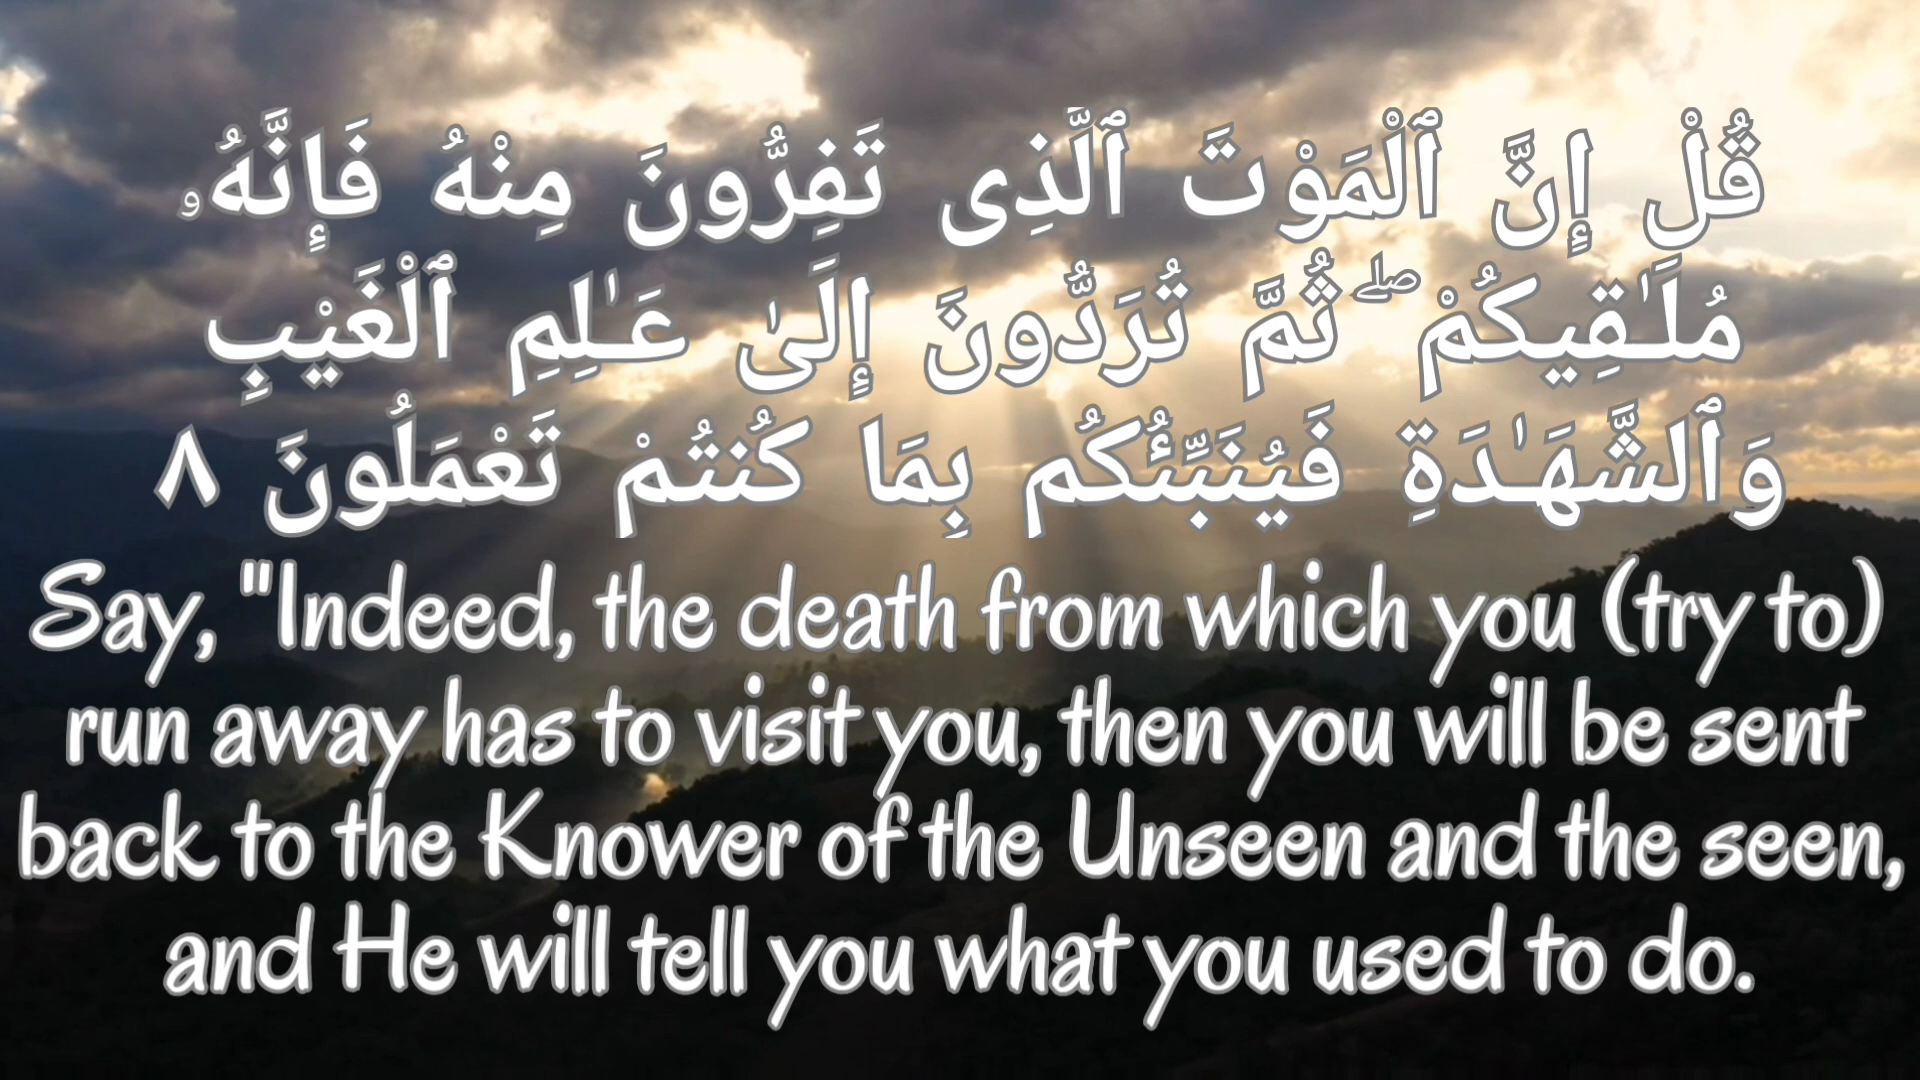 قُلْ إِنَّ ٱلْمَوْتَ ٱلَّذِى تَفِرُّونَ مِنْهُ فَإِنَّهُۥ
مُلَـٰقِيكُمْ ۖ ثُمَّ تُرَدُّونَ إِلَىٰ عَـٰلِمِ ٱلْغَيْبِ
وَٱلشَّهَـٰدَةِ فَيُنَبِّئُكُم بِمَا كُنتُمْ تَعْمَلُونَ ٨
Say, "Indeed, the death from which you (try to)
run away has to visit you, then you will be sent
back to the Knower of the Unseen and the seen,
and He will tell you what you used to do.